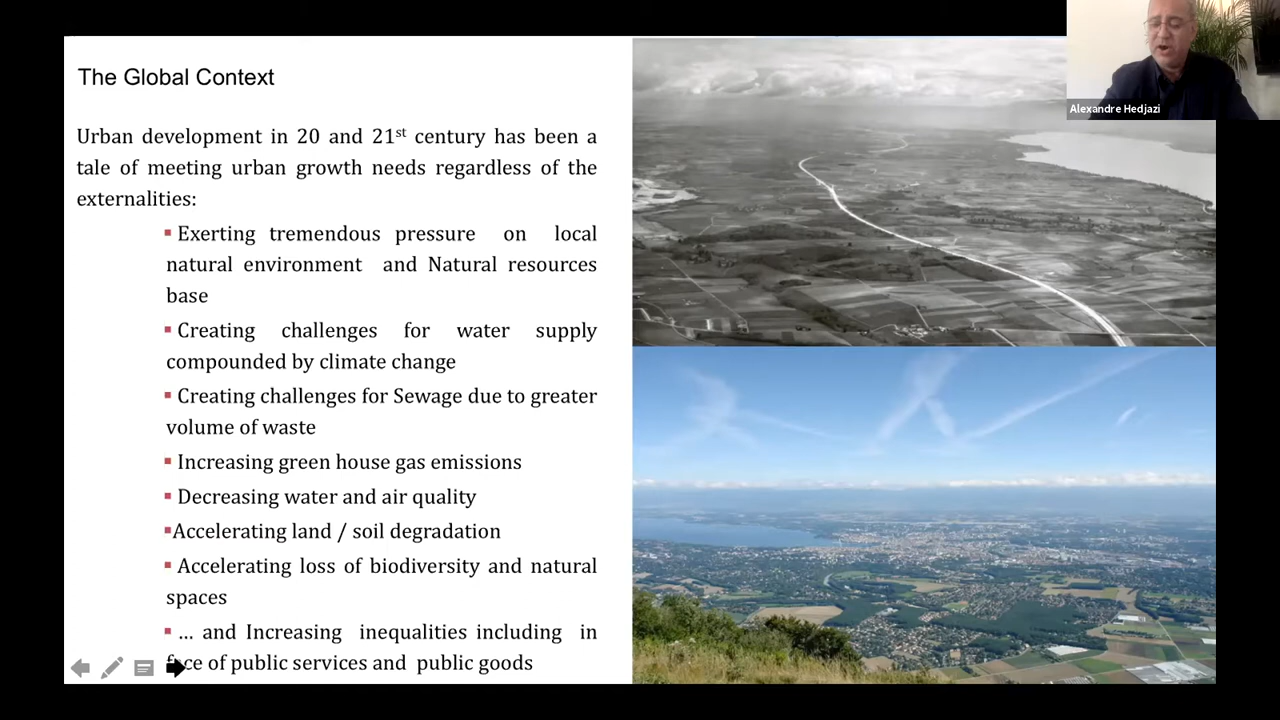 The Global Context
Urban development in 20 and 21st century has been a
tale of meeting urban growth needs regardless of the
externalities:
▪ Exerting tremendous pressure on local
natural environment and Natural resources
base
▪ Creating challenges for water supply
compounded by climate change
▪ Creating challenges for Sewage due to greater
volume of waste
▪ Increasing green house gas emissions
▪ Decreasing water and air quality
▪Accelerating land / soil degradation
▪ Accelerating loss of biodiversity and natural
spaces
▪ ... and Increasing inequalities including in
face of public services and public goods
Alexandre Hedjazi